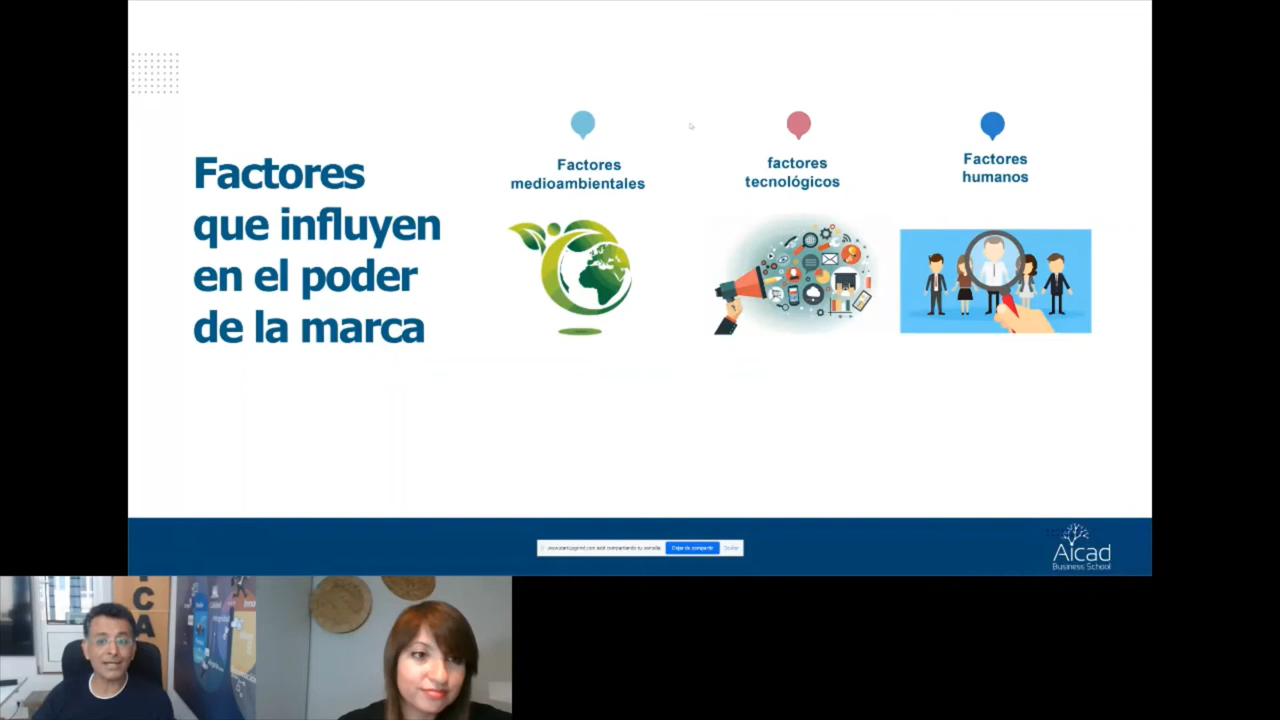 Factores
que influyen
en el poder
de la marca
Factores
medioambientales
factores
tecnológicos
Factores
humanos
Dejar de compartir
Ocultar
Aicad
Business School
C
A